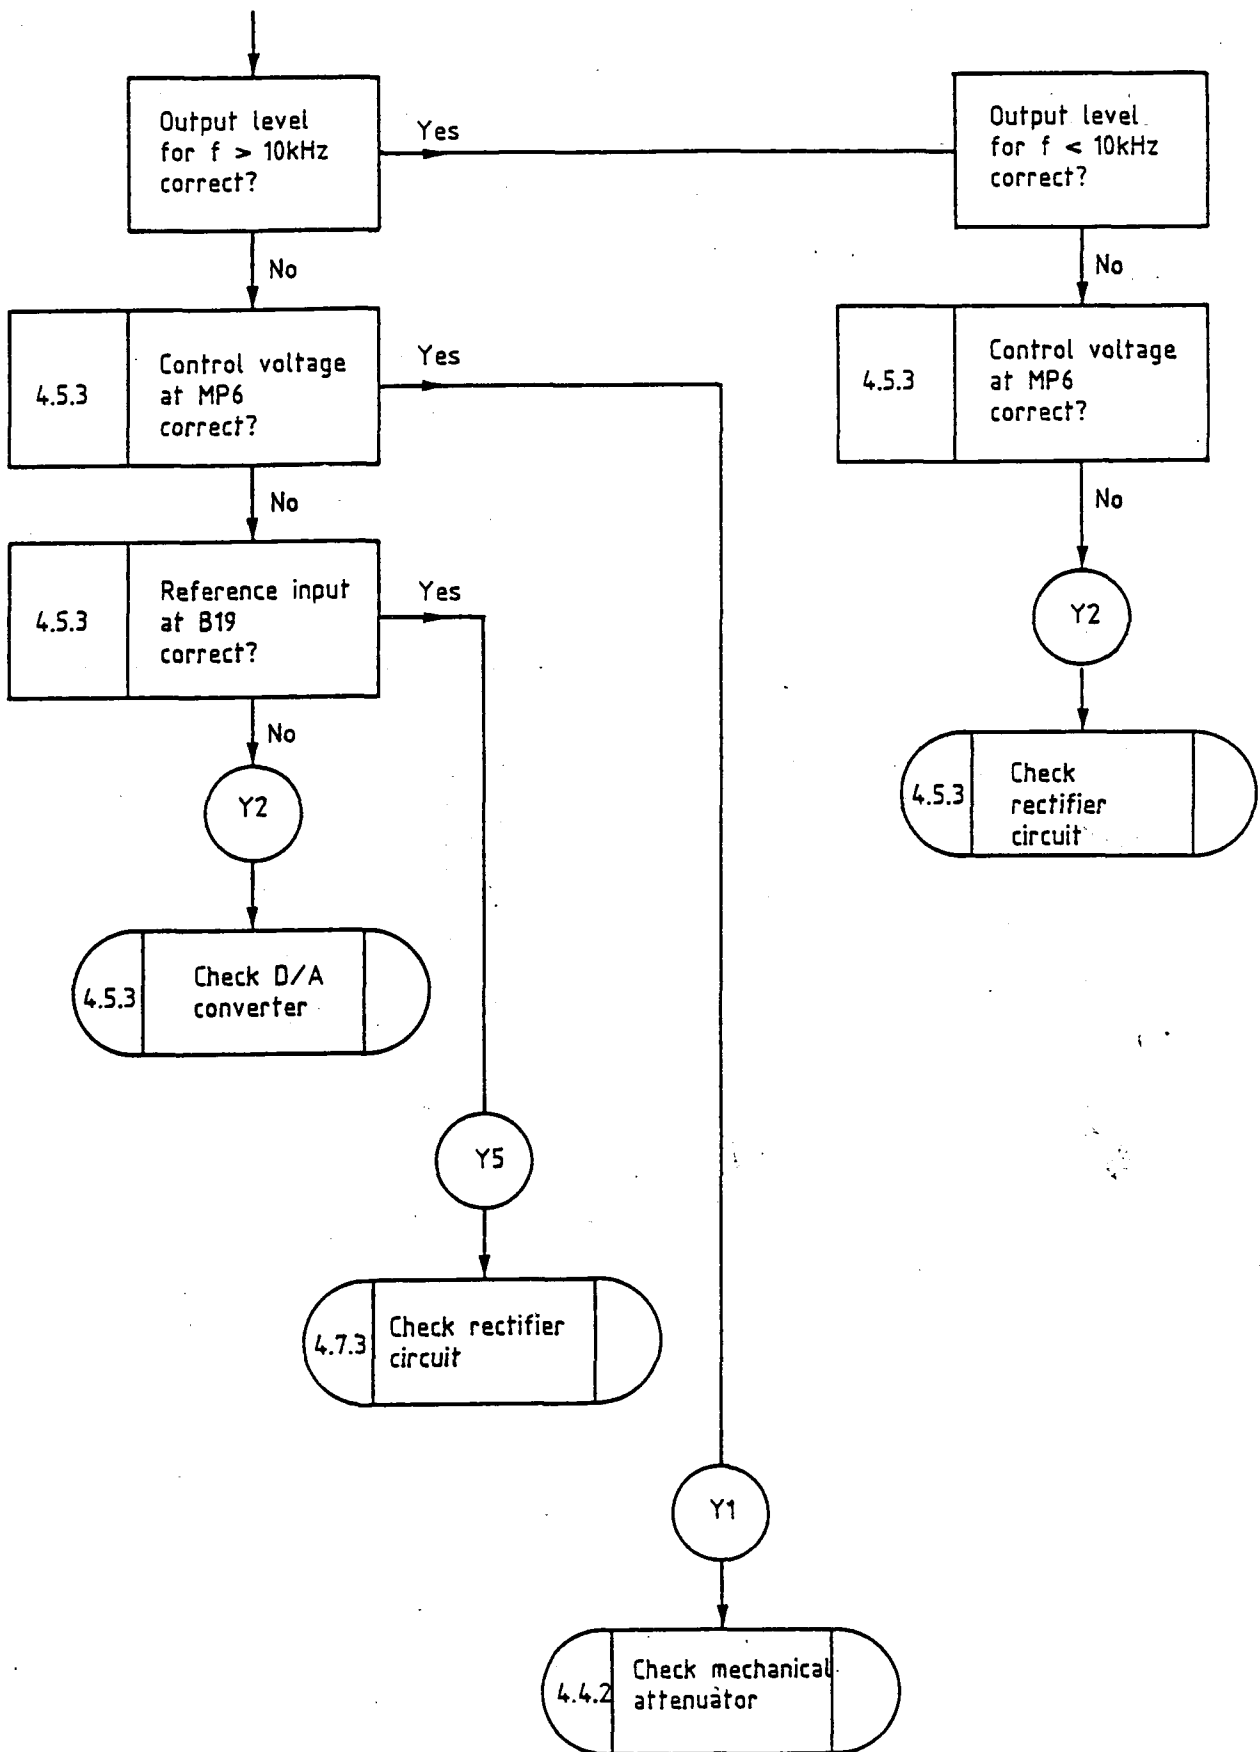 Output level
for f > 10kHz
correct?
Yes
Output level
for f < 10kHz
correct?
No
No
4.5.3
Control voltage
at MP6
correct?
Yes
4.5.3
Control voltage
at MP6
correct?
No
No
4.5.3
Reference input
at B19
correct?
Yes
Y2
No
4.5.3
Check
rectifier
circuit
Y2
4.5.3
Check D/A
converter
Y5
4.7.3
Check rectifier
circuit
Y1
4.4.2
Check mechanical
attenuator